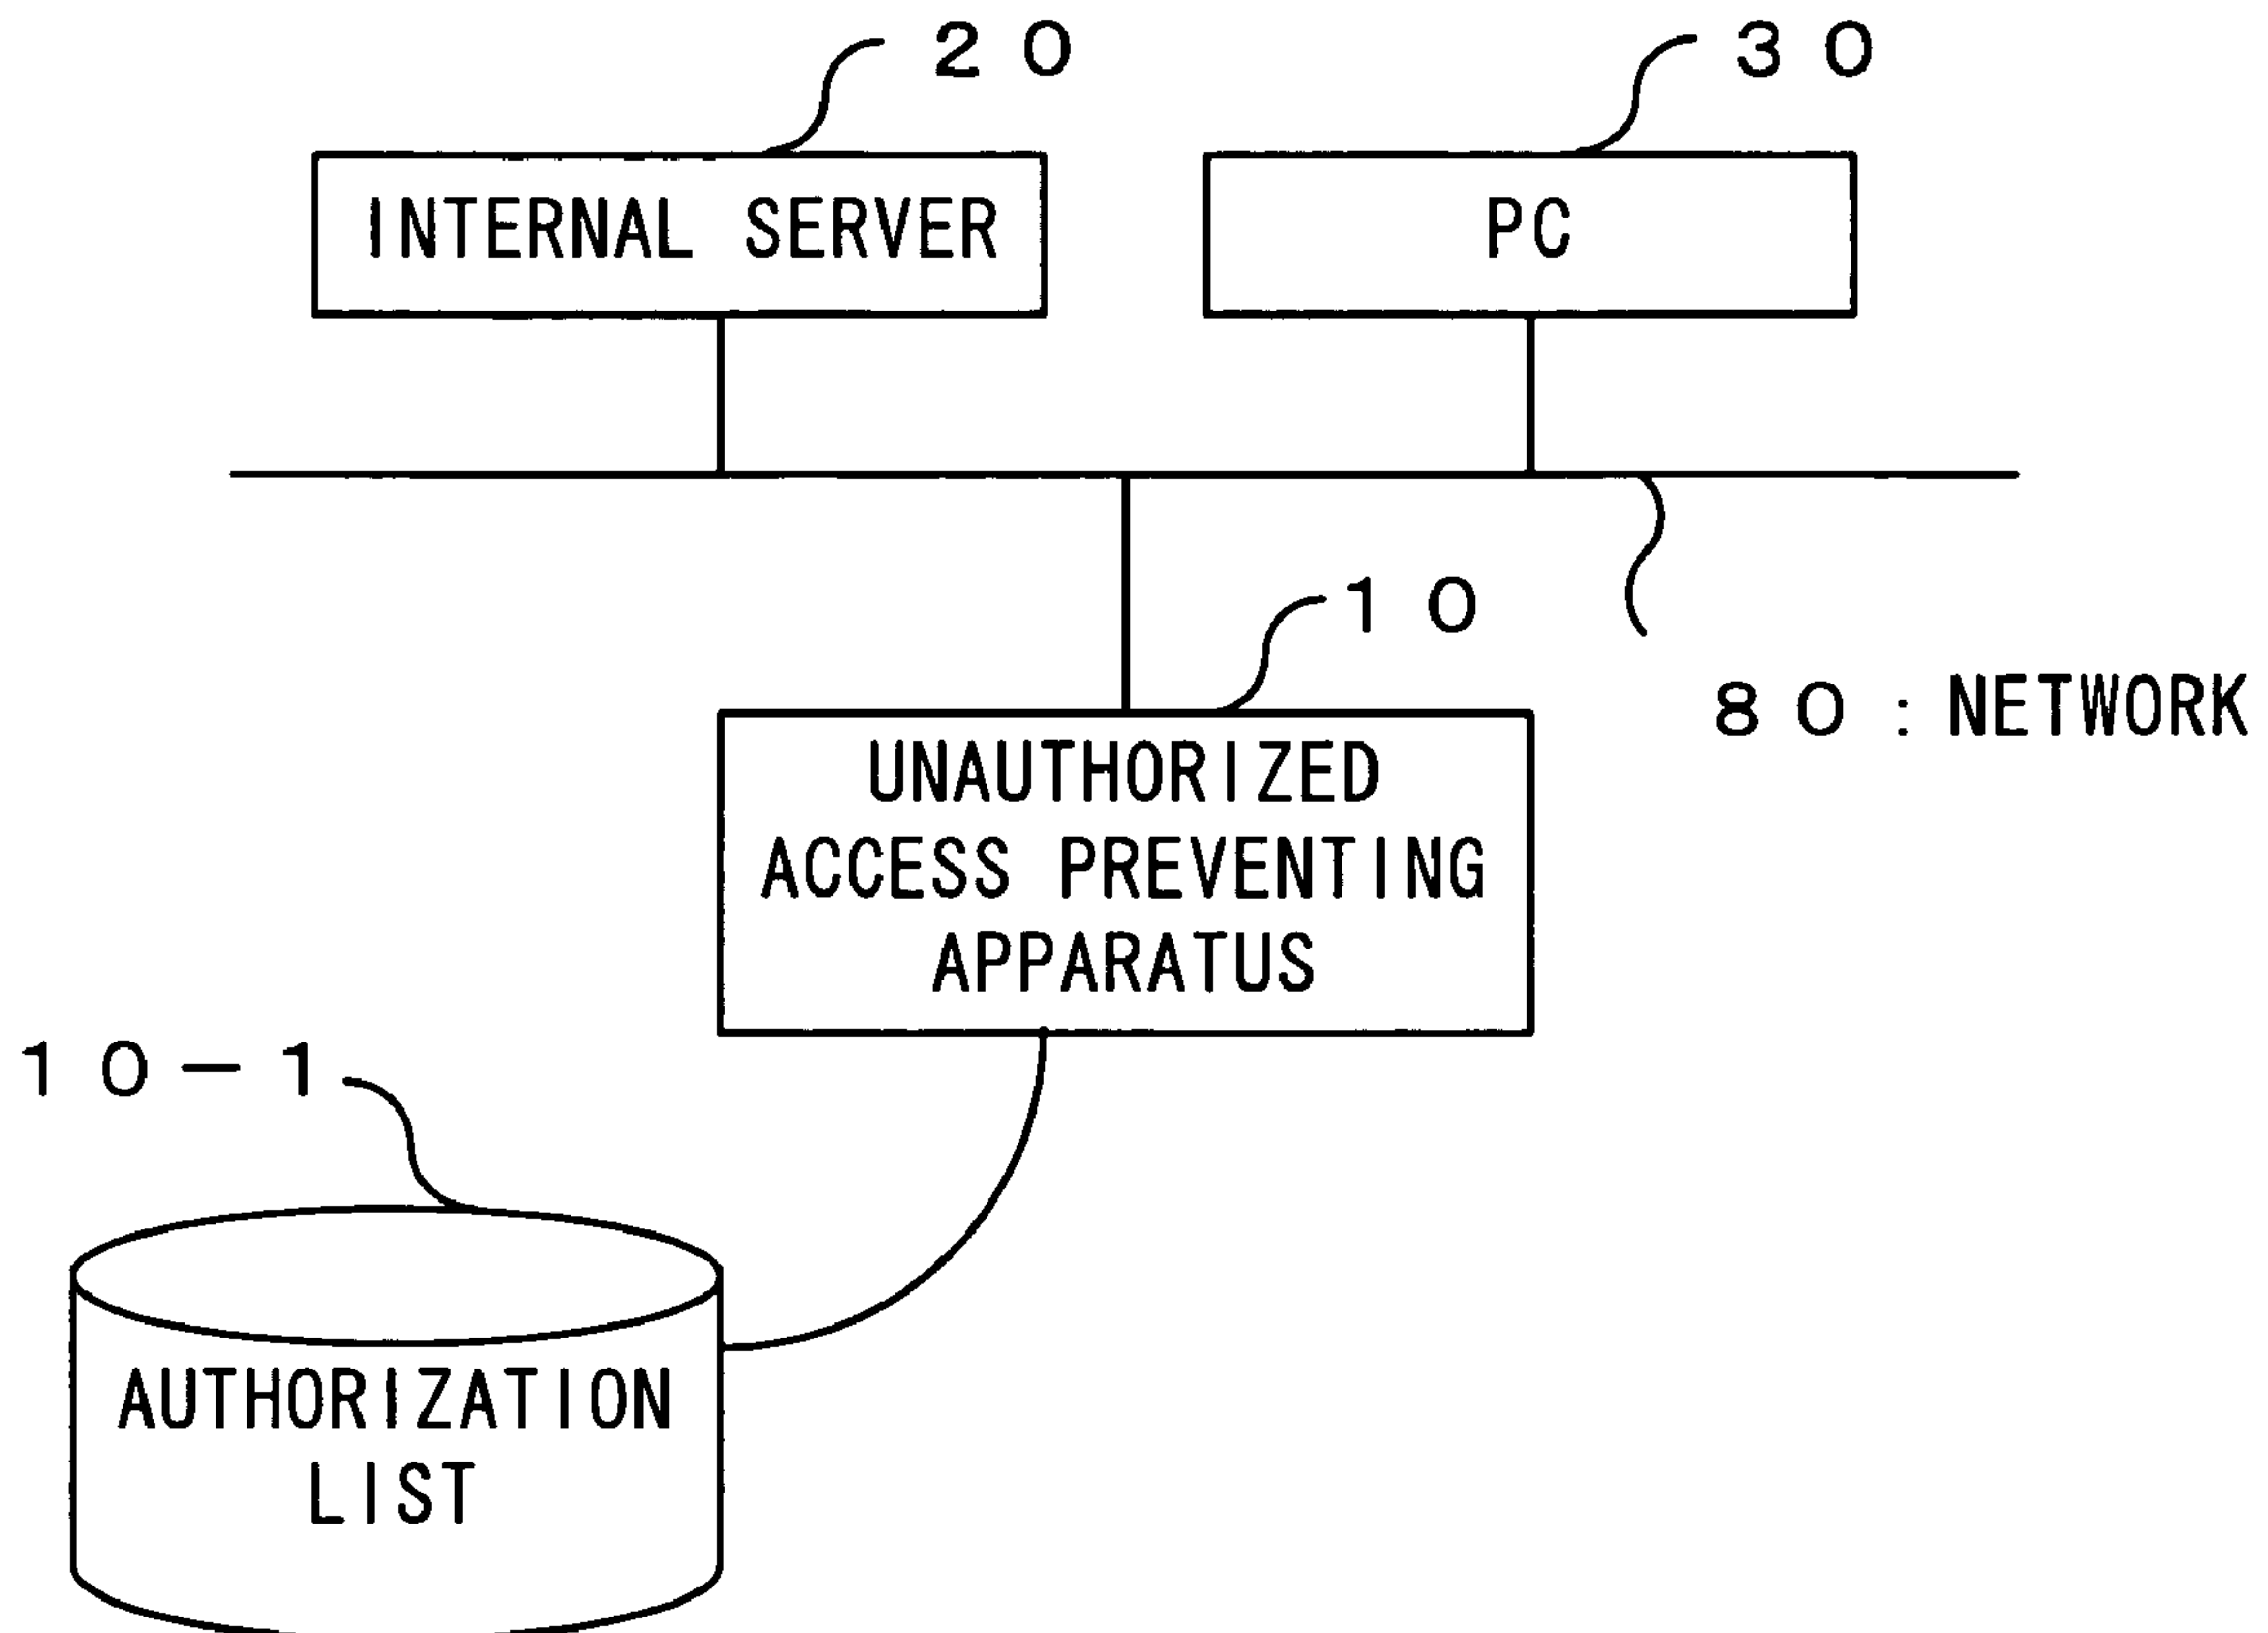 20
30
INTERNAL SERVER
PC
10
80:NETWORK
UNAUTHORIZED
ACCESS PREVENTING
APPARATUS
10-1
AUTHORIZATION
LIST